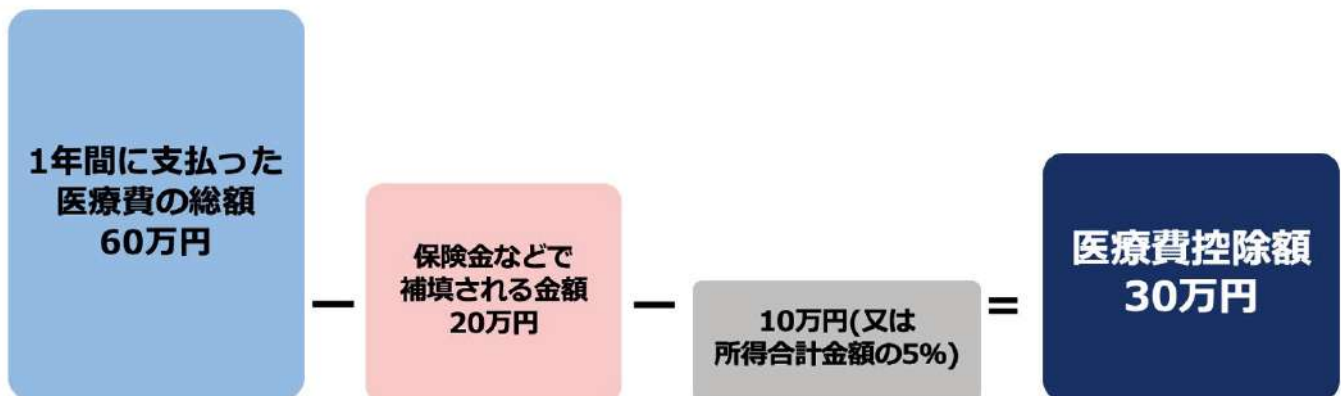 1年間に支払った
医療費の総額
60万円
－
保険金などで
補填される金額
20万円
－
10万円(又は
所得合計金額の5%)
=
医療費控除額
30万円